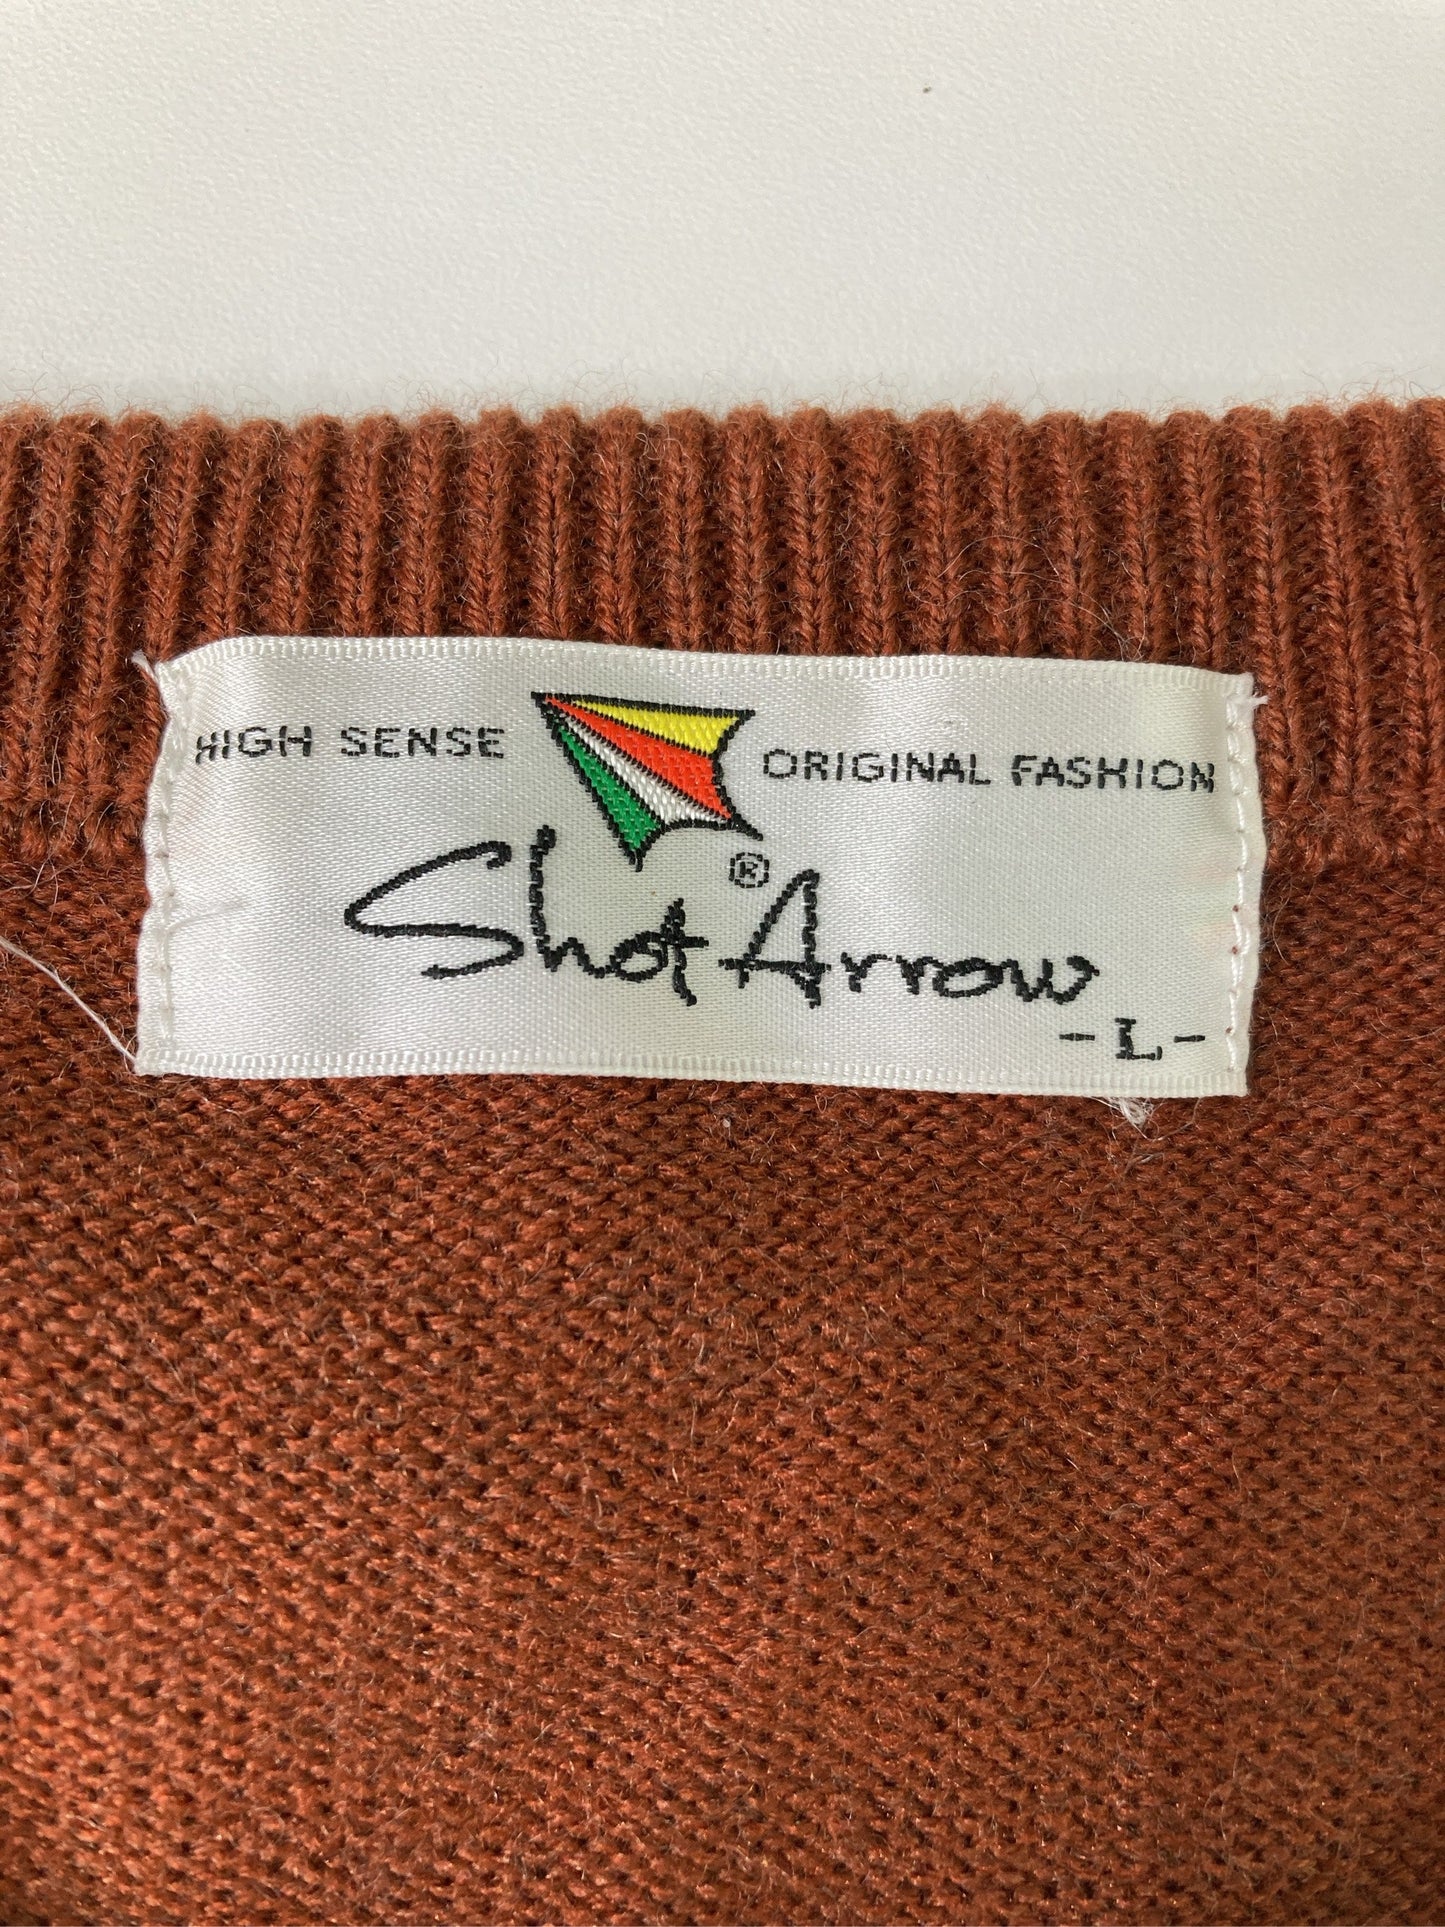 HIGH SENSE ORIGINAL FASHION
®
Shot Arrow
-L-